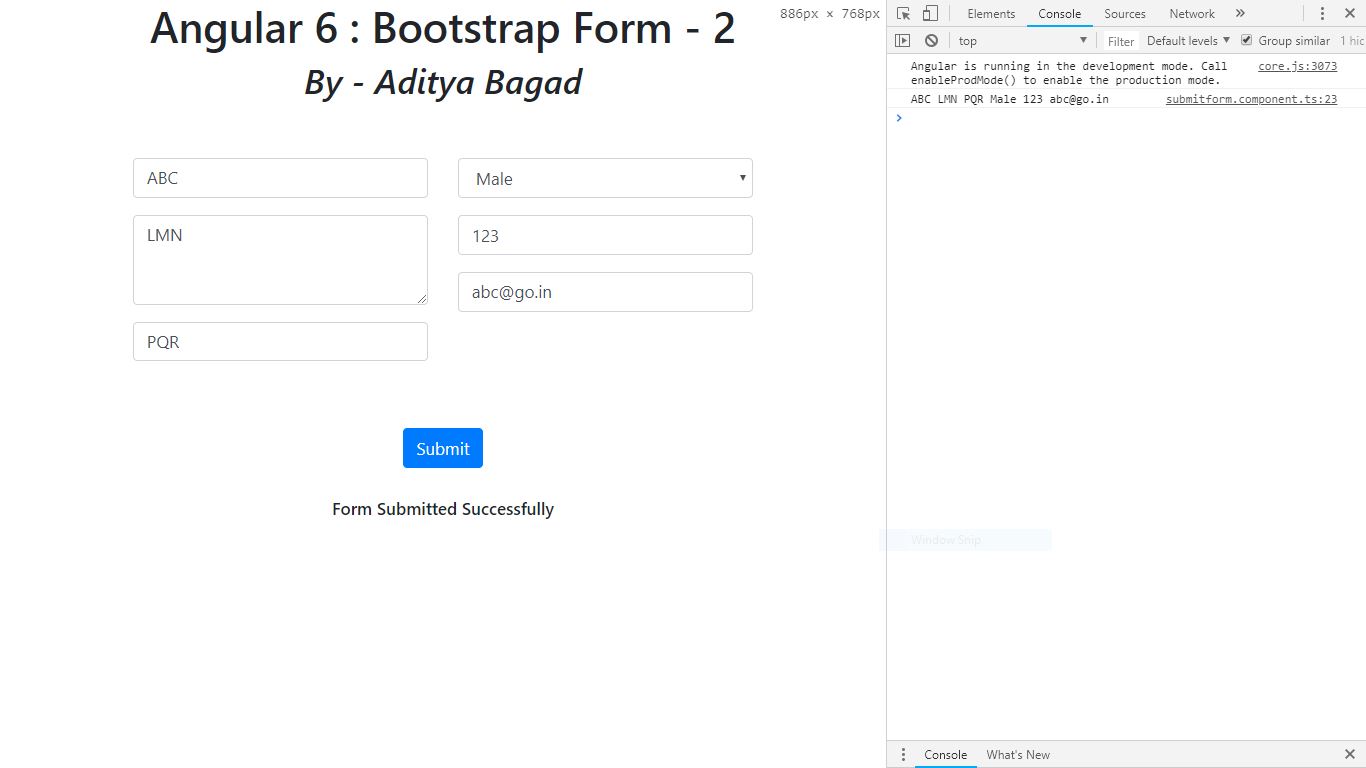 Angular 6 : Bootstrap Form - 2
By - Aditya Bagad
ABC
Male
LMN
123
abc@go.in
PQR
Submit
Form Submitted Successfully
886px × 768px
Elements Console Sources Network »
top Filter Default levels Group similar 1 hic
Angular is running in the development mode. Call core.js:3073
enableProdMode() to enable the production mode.
ABC LMN PQR Male 123 abc@go.in submitform.component.ts:23
Window Snip
Console What's New